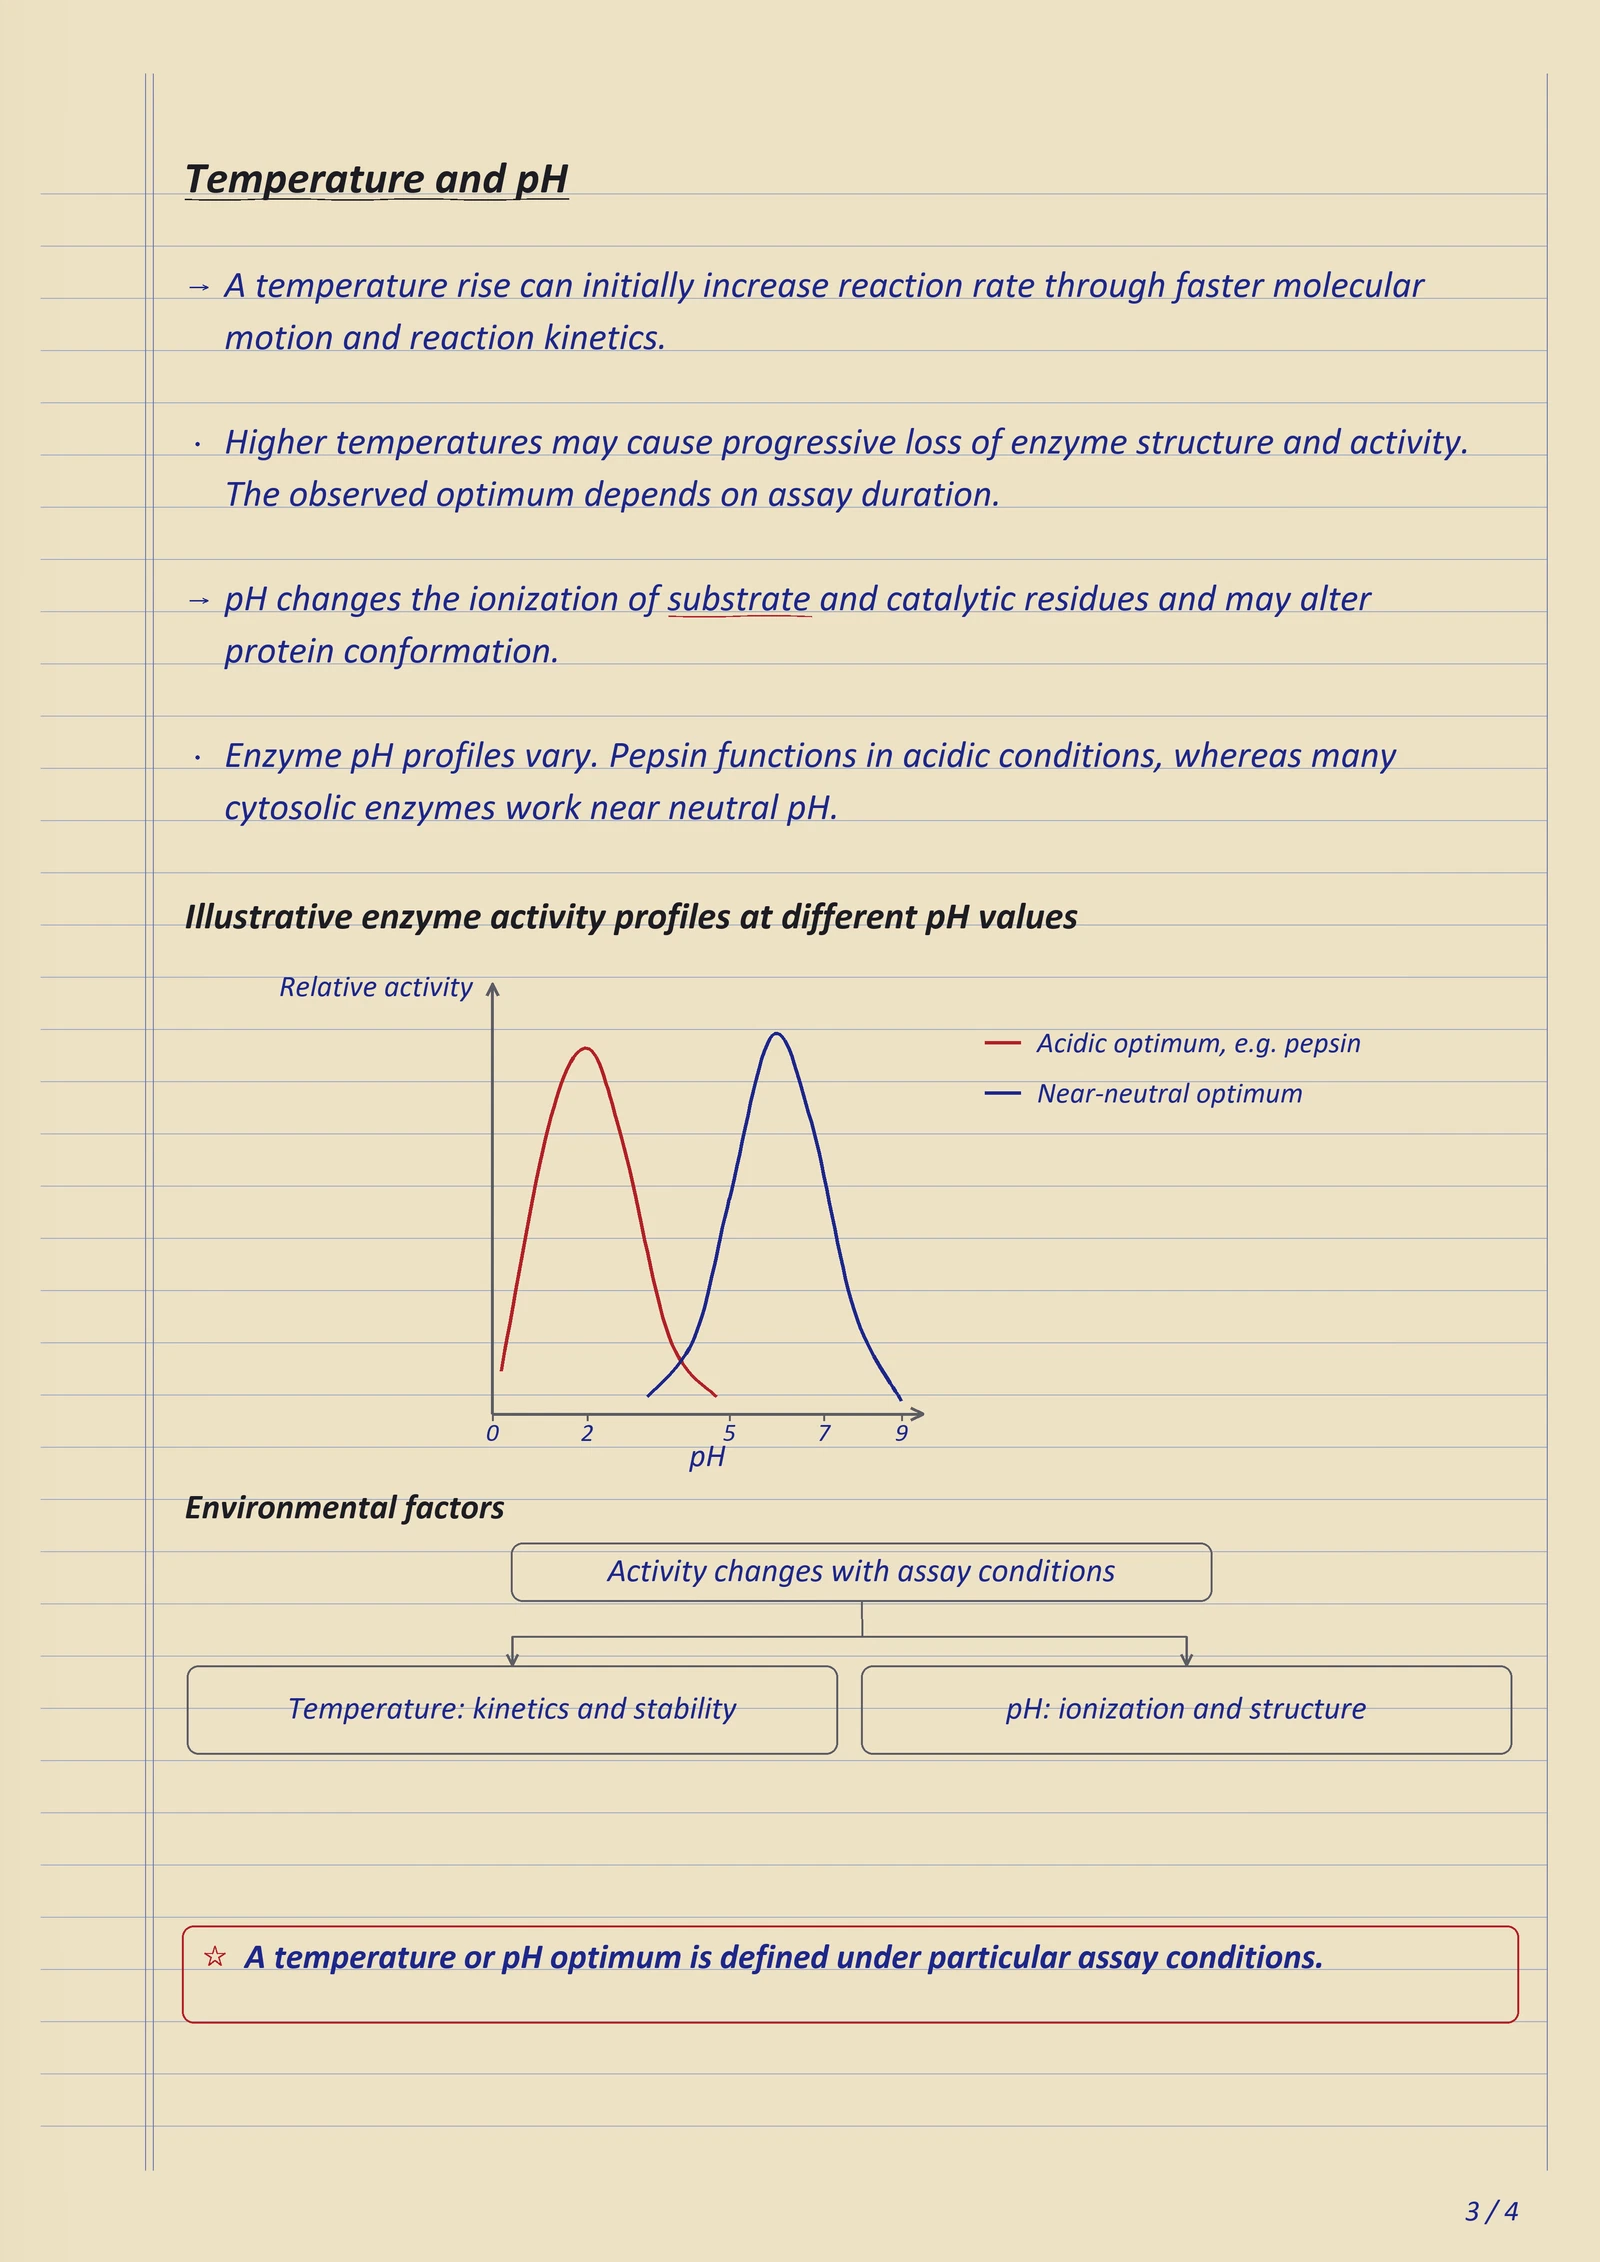 Temperature and pH
→ A temperature rise can initially increase reaction rate through faster molecular
motion and reaction kinetics.
· Higher temperatures may cause progressive loss of enzyme structure and activity.
The observed optimum depends on assay duration.
→ pH changes the ionization of substrate and catalytic residues and may alter
protein conformation.
· Enzyme pH profiles vary. Pepsin functions in acidic conditions, whereas many
cytosolic enzymes work near neutral pH.
Illustrative enzyme activity profiles at different pH values
Relative activity
Acidic optimum, e.g. pepsin
Near-neutral optimum
0 2 5 7 9
pH
Environmental factors
Activity changes with assay conditions
Temperature: kinetics and stability
pH: ionization and structure
☆ A temperature or pH optimum is defined under particular assay conditions.
3 / 4